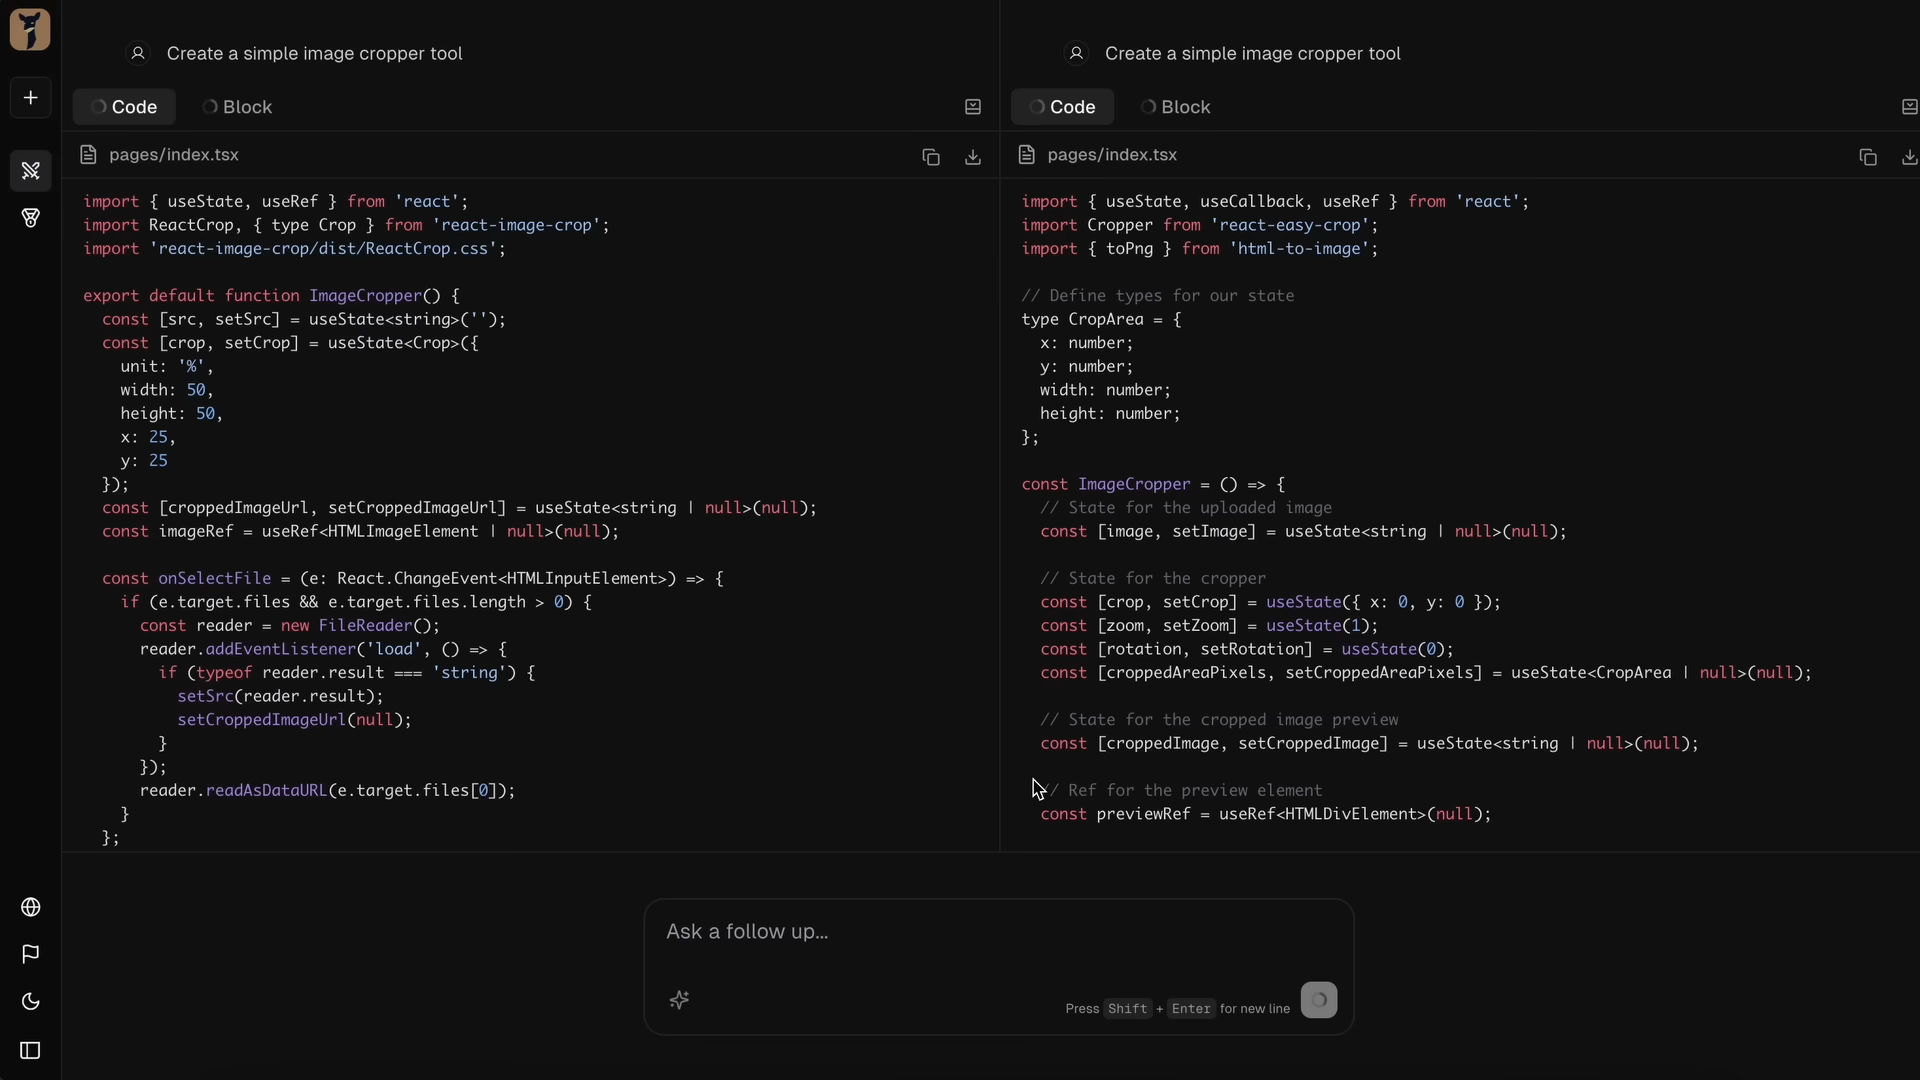 Create a simple image cropper tool
Code
Block
pages/index.tsx
import { useState, useRef } from 'react';
import ReactCrop, { type Crop } from 'react-image-crop';
import 'react-image-crop/dist/ReactCrop.css';
export default function ImageCropper() {
const [src, setSrc] = useState<string>('');
const [crop, setCrop] = useState<Crop>({
unit: '%',
width: 50,
height: 50,
x: 25,
y: 25
});
const [croppedImageUrl, setCroppedImageUrl] = useState<string | null>(null);
const imageRef = useRef<HTMLImageElement | null>(null);
const onSelectFile = (e: React.ChangeEvent<HTMLInputElement>) => {
if (e.target.files && e.target.files.length > 0) {
const reader = new FileReader();
reader.addEventListener('load', () => {
if (typeof reader.result === 'string') {
setSrc(reader.result);
setCroppedImageUrl(null);
}
});
reader.readAsDataURL(e.target.files[0]);
}
};
Create a simple image cropper tool
Code
Block
pages/index.tsx
import { useState, useCallback, useRef } from 'react';
import Cropper from 'react-easy-crop';
import { toPng } from 'html-to-image';
// Define types for our state
type CropArea = {
x: number;
y: number;
width: number;
height: number;
};
const ImageCropper = () => {
// State for the uploaded image
const [image, setImage] = useState<string | null>(null);
// State for the cropper
const [crop, setCrop] = useState({ x: 0, y: 0 });
const [zoom, setZoom] = useState(1);
const [rotation, setRotation] = useState(0);
const [croppedAreaPixels, setCroppedAreaPixels] = useState<CropArea | null>(null);
// State for the cropped image preview
const [croppedImage, setCroppedImage] = useState<string | null>(null);
// Ref for the preview element
const previewRef = useRef<HTMLDivElement>(null);
Ask a follow up...
Press Shift + Enter for new line